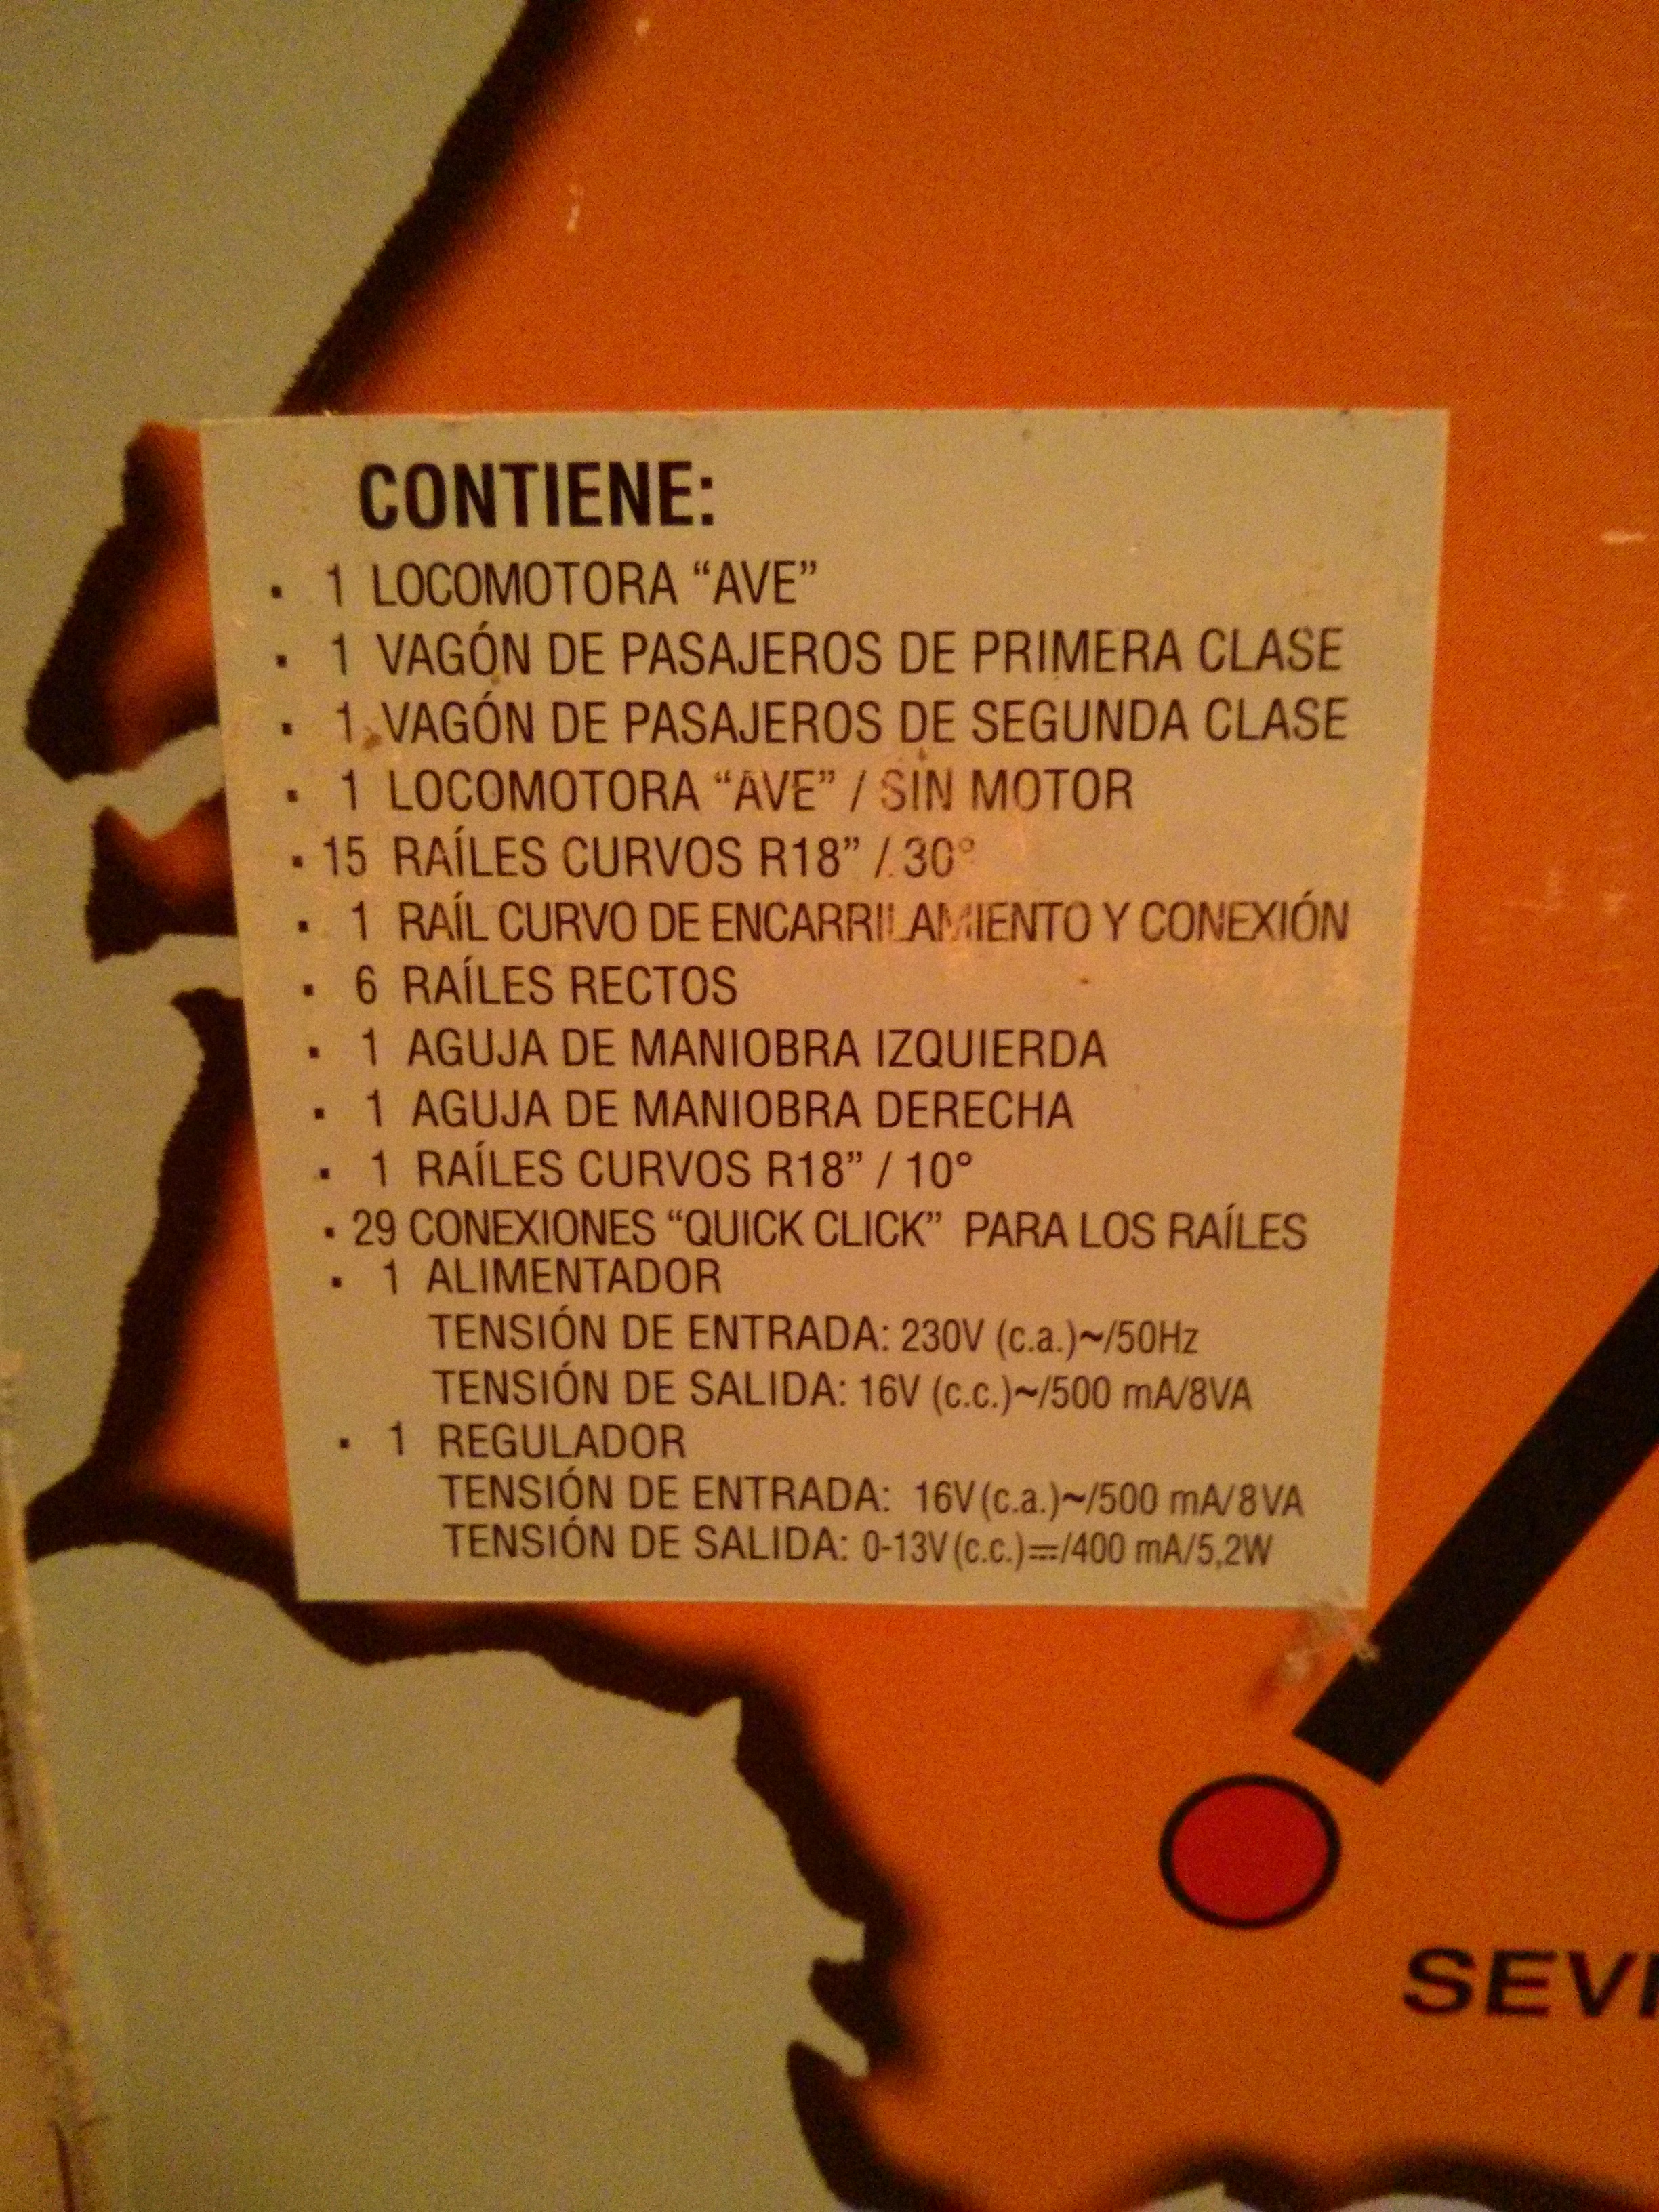 CONTIENE:
· 1 LOCOMOTORA “AVE”
· 1 VAGÓN DE PASAJEROS DE PRIMERA CLASE
· 1 VAGÓN DE PASAJEROS DE SEGUNDA CLASE
· 1 LOCOMOTORA “AVE” / SIN MOTOR
· 15 RAÍLES CURVOS R18” / 30°
· 1 RAÍL CURVO DE ENCARRILAMIENTO Y CONEXIÓN
· 6 RAÍLES RECTOS
· 1 AGUJA DE MANIOBRA IZQUIERDA
· 1 AGUJA DE MANIOBRA DERECHA
· 1 RAÍLES CURVOS R18” / 10°
· 29 CONEXIONES “QUICK CLICK” PARA LOS RAÍLES
· 1 ALIMENTADOR
TENSIÓN DE ENTRADA: 230V (c.a.)~/50Hz
TENSIÓN DE SALIDA: 16V (c.c.)~/500 mA/8VA
· 1 REGULADOR
TENSIÓN DE ENTRADA: 16V (c.a.)~/500 mA/8VA
TENSIÓN DE SALIDA: 0-13V (c.c.)⎓/400 mA/5,2W
SEVI